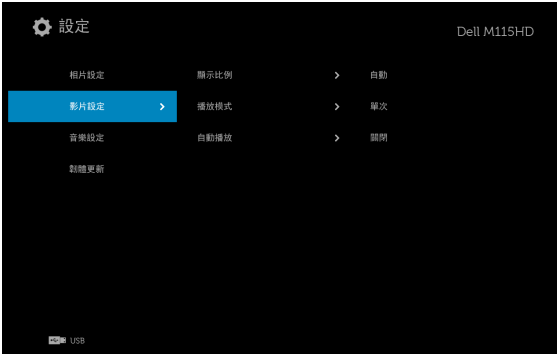 設定
Dell M115HD
相片設定 顯示比例 自動
影片設定 播放模式 單次
音樂設定 自動播放 關閉
韌體更新
USB